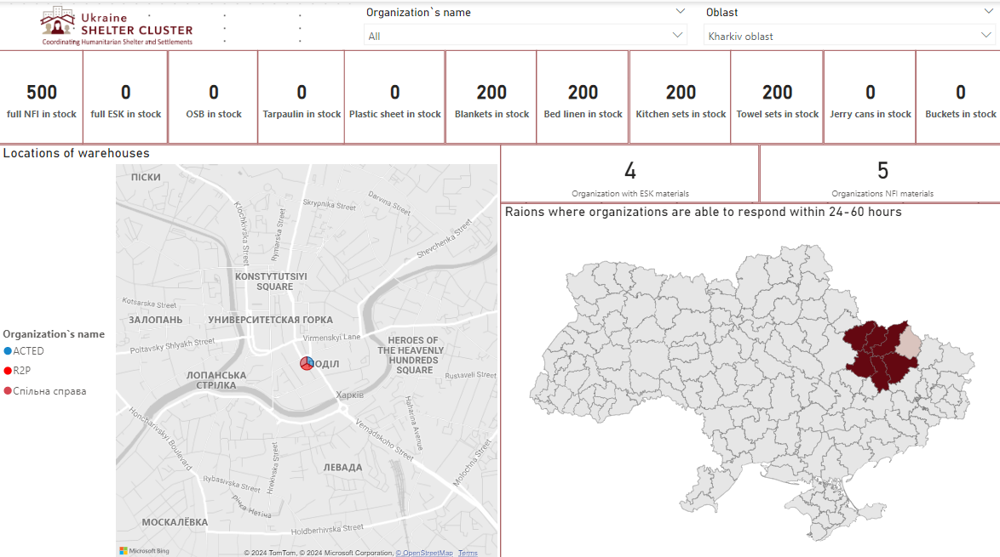 Ukraine
SHELTER CLUSTER
Coordinating Humanitarian Shelter and Settlements
Organization`s name
All
Oblast
Kharkiv oblast
500
full NFI in stock
0
full ESK in stock
0
OSB in stock
0
Tarpaulin in stock
0
Plastic sheet in stock
200
Blankets in stock
200
Bed linen in stock
200
Kitchen sets in stock
200
Towel sets in stock
0
Jerry cans in stock
0
Buckets in stock
Locations of warehouses
4
Organization with ESK materials
5
Organizations NFI materials
Raions where organizations are able to respond within 24-60 hours
Organization`s name
ACTED
R2P
Спільна справа
ПІСКИ
Klochkivska Street
Rymarska Street
Skrypnika Street
Darvina Street
Shevchenka Street
KONSTYTUTSIYI
SQUARE
Kotsarska Street
ЗАЛОПАНЬ
УНИВЕРСИТЕТСКАЯ ГОРКА
Poltavsky Shlyakh Street
Virmenskyi Lane
HEROES OF
THE HEAVENLY
HUNDREDS
SQUARE
ОДІЛ
Rustaveli Street
ЛОПАНСЬКА
СТРІЛКА
Харків
Honcharivskyi Boulevard
Haharina Avenue
Vernadskoho Street
Molochna Street
Hrekivska Street
ЛЕВАДА
Rybasivska Street
Річка-Нетіча
МОСКАЛЁВКА
Holdberhivska Street
Microsoft Bing
© 2024 TomTom, © 2024 Microsoft Corporation, © OpenStreetMap Terms